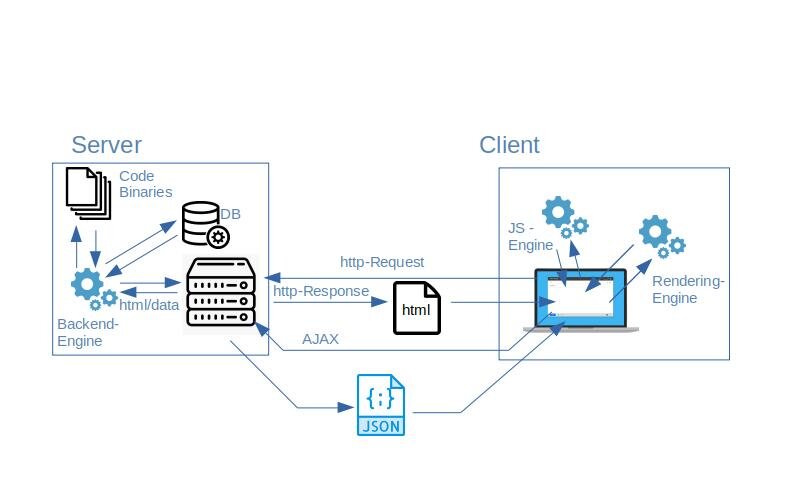 Server
Client
Code
Binaries
DB
JS -
Engine
http-Request
Rendering-
Engine
http-Response
html
html/data
Backend-
Engine
AJAX
{;}
JSON